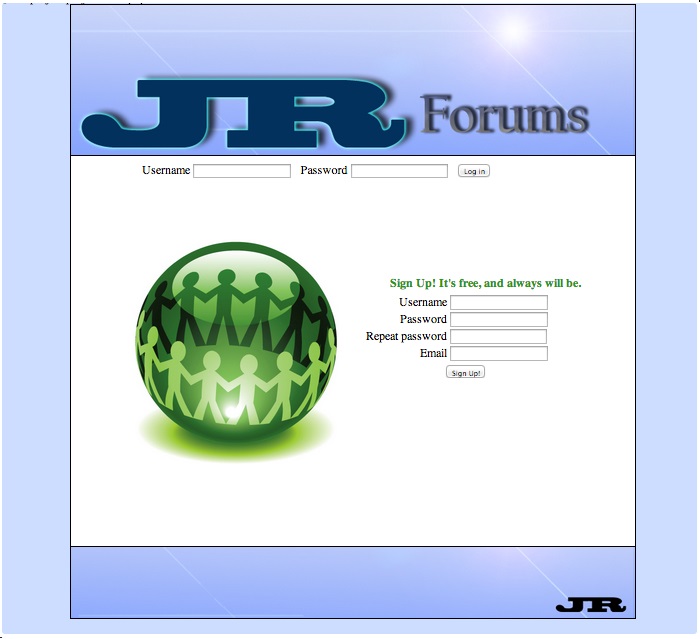 JR Forums
Username Password Log in
Sign Up! It's free, and always will be.
Username
Password
Repeat password
Email
Sign Up!
JR